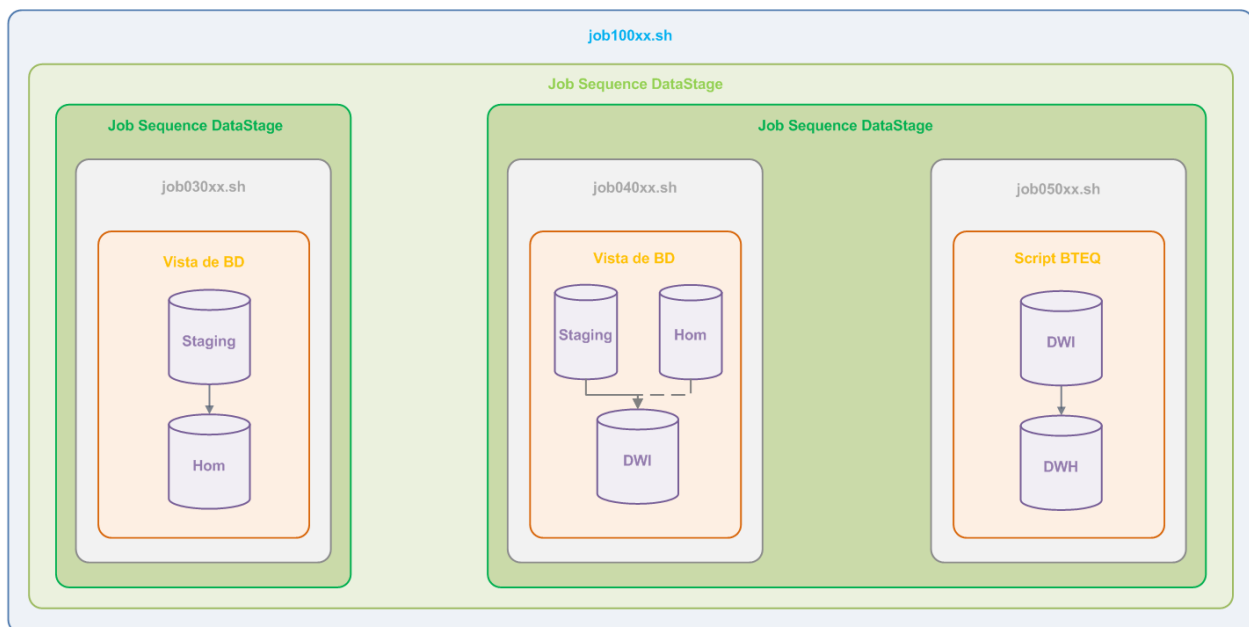 job100xx.sh
Job Sequence DataStage
Job Sequence DataStage
job030xx.sh
Vista de BD
Staging
Hom
Job Sequence DataStage
job040xx.sh
Vista de BD
Staging
Hom
DWI
job050xx.sh
Script BTEQ
DWI
DWH